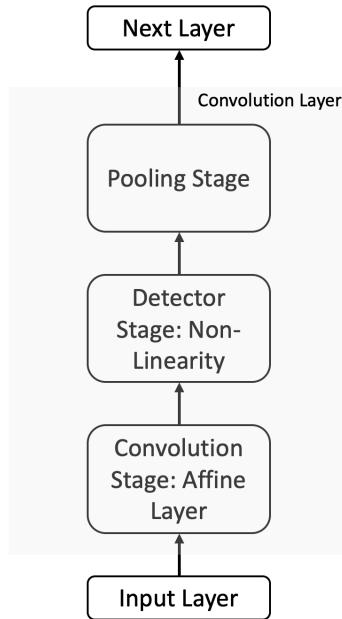 Next Layer
Convolution Layer
Pooling Stage
Detector
Stage: Non-
Linearity
Convolution
Stage: Affine
Layer
Input Layer